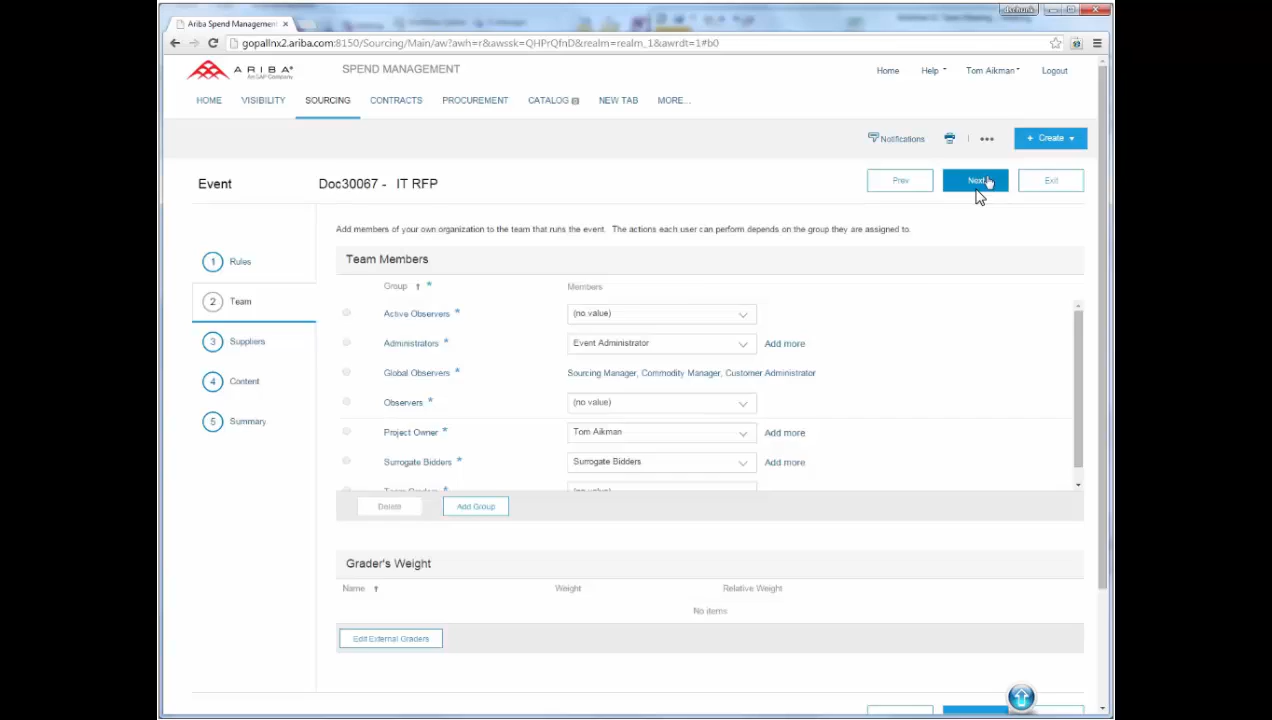 Ariba Spend Management
gopallnx2.ariba.com:8150/Sourcing/Main/aw?awh=r&awssk=QHPrQfnD&realm=realm_1&awrdt=1#b0
ARIBA
An SAP Company
SPEND MANAGEMENT
Home Help Tom Aikman Logout
HOME VISIBILITY SOURCING CONTRACTS PROCUREMENT CATALOG NEW TAB MORE...
Notifications
+ Create
Event
Doc30067 - IT RFP
Prev Next Exit
Add members of your own organization to the team that runs the event. The actions each user can perform depends on the group they are assigned to.
1 Rules
2 Team
3 Suppliers
4 Content
5 Summary
Team Members
Group ↑ * Members
Active Observers * (no value)
Administrators * Event Administrator Add more
Global Observers * Sourcing Manager, Commodity Manager, Customer Administrator
Observers * (no value)
Project Owner * Tom Aikman Add more
Surrogate Bidders * Surrogate Bidders Add more
Team Graders * (no value)
Delete Add Group
Grader's Weight
Name ↑ Weight Relative Weight
No items
Edit External Graders